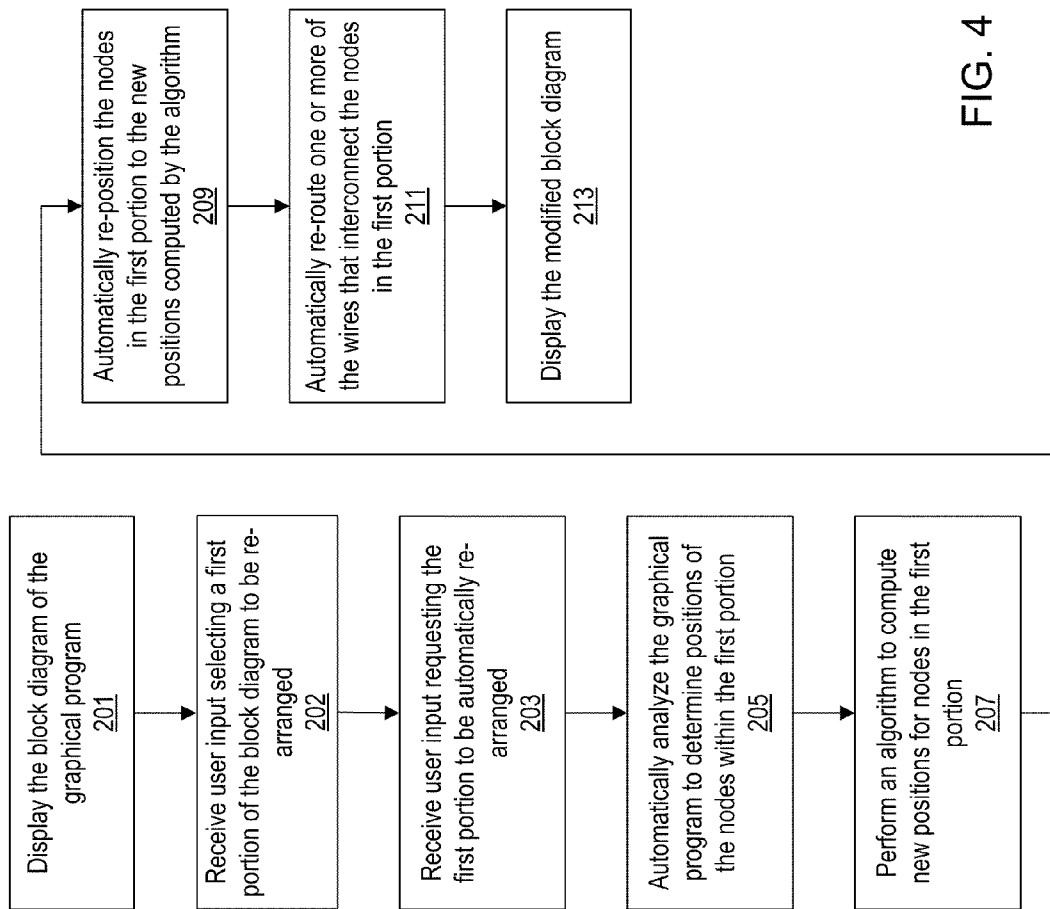 Display the block diagram of the
graphical program
201
Receive user input selecting a first
portion of the block diagram to be re-
arranged
202
Receive user input requesting the
first portion to be automatically re-
arranged
203
Automatically analyze the graphical
program to determine positions of
the nodes within the first portion
205
Perform an algorithm to compute
new positions for nodes in the first
portion
207
Automatically re-position the nodes
in the first portion to the new
positions computed by the algorithm
209
Automatically re-route one or more of
the wires that interconnect the nodes
in the first portion
211
Display the modified block diagram
213
FIG. 4